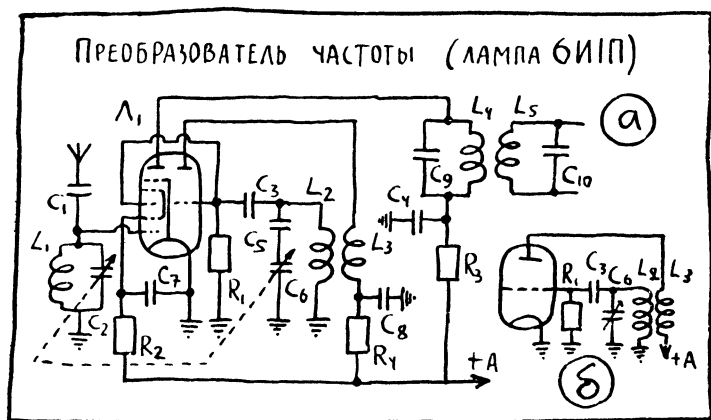 ПРЕОБРАЗОВАТЕЛЬ ЧАСТОТЫ (ЛАМПА 6И1П)
Л1
L4
L5
а
C9
C10
C1
C3
L2
C4
L1
C5
L3
R3
C7
R1
C6
C2
C8
R2
R4
+А
R1
C3
C6
L2
L3
+А
б